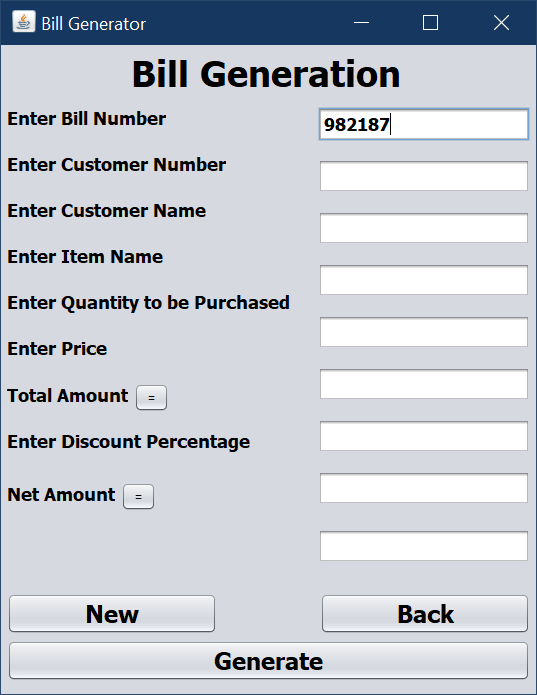 Bill Generator
Bill Generation
Enter Bill Number
982187
Enter Customer Number
Enter Customer Name
Enter Item Name
Enter Quantity to be Purchased
Enter Price
Total Amount =
Enter Discount Percentage
Net Amount =
New
Back
Generate